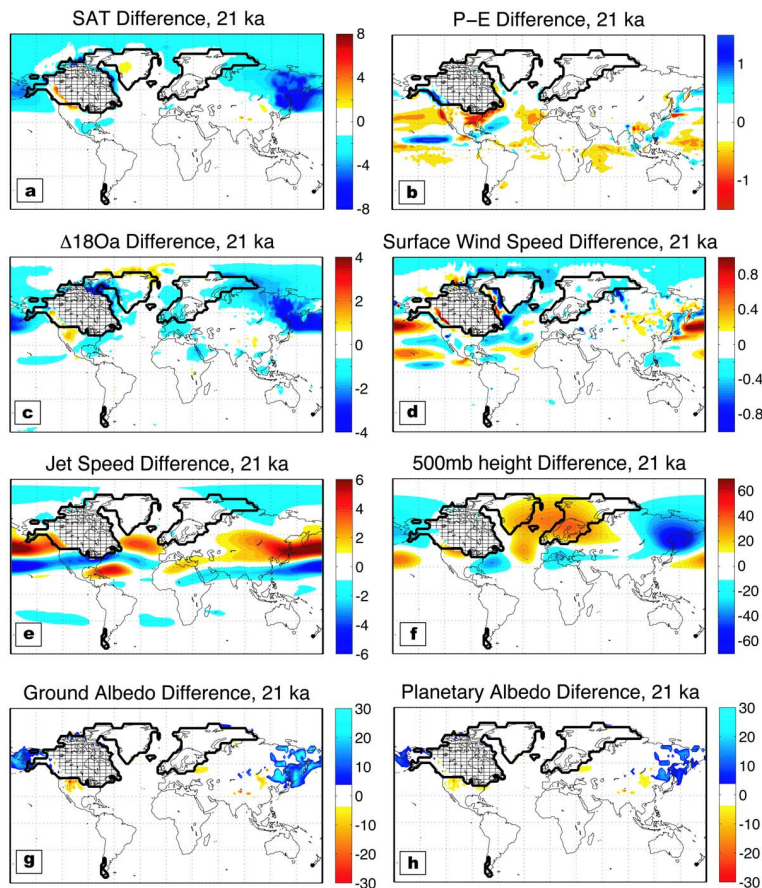 SAT Difference, 21 ka
8
4
0
-4
-8
a
P-E Difference, 21 ka
1
0
-1
b
Δ18Oa Difference, 21 ka
4
2
0
-2
-4
c
Surface Wind Speed Difference, 21 ka
0.8
0.4
0
-0.4
-0.8
d
Jet Speed Difference, 21 ka
6
4
2
0
-2
-4
-6
e
500mb height Difference, 21 ka
60
40
20
0
-20
-40
-60
f
Ground Albedo Difference, 21 ka
30
20
10
0
-10
-20
-30
g
Planetary Albedo Diference, 21 ka
30
20
10
0
-10
-20
-30
h